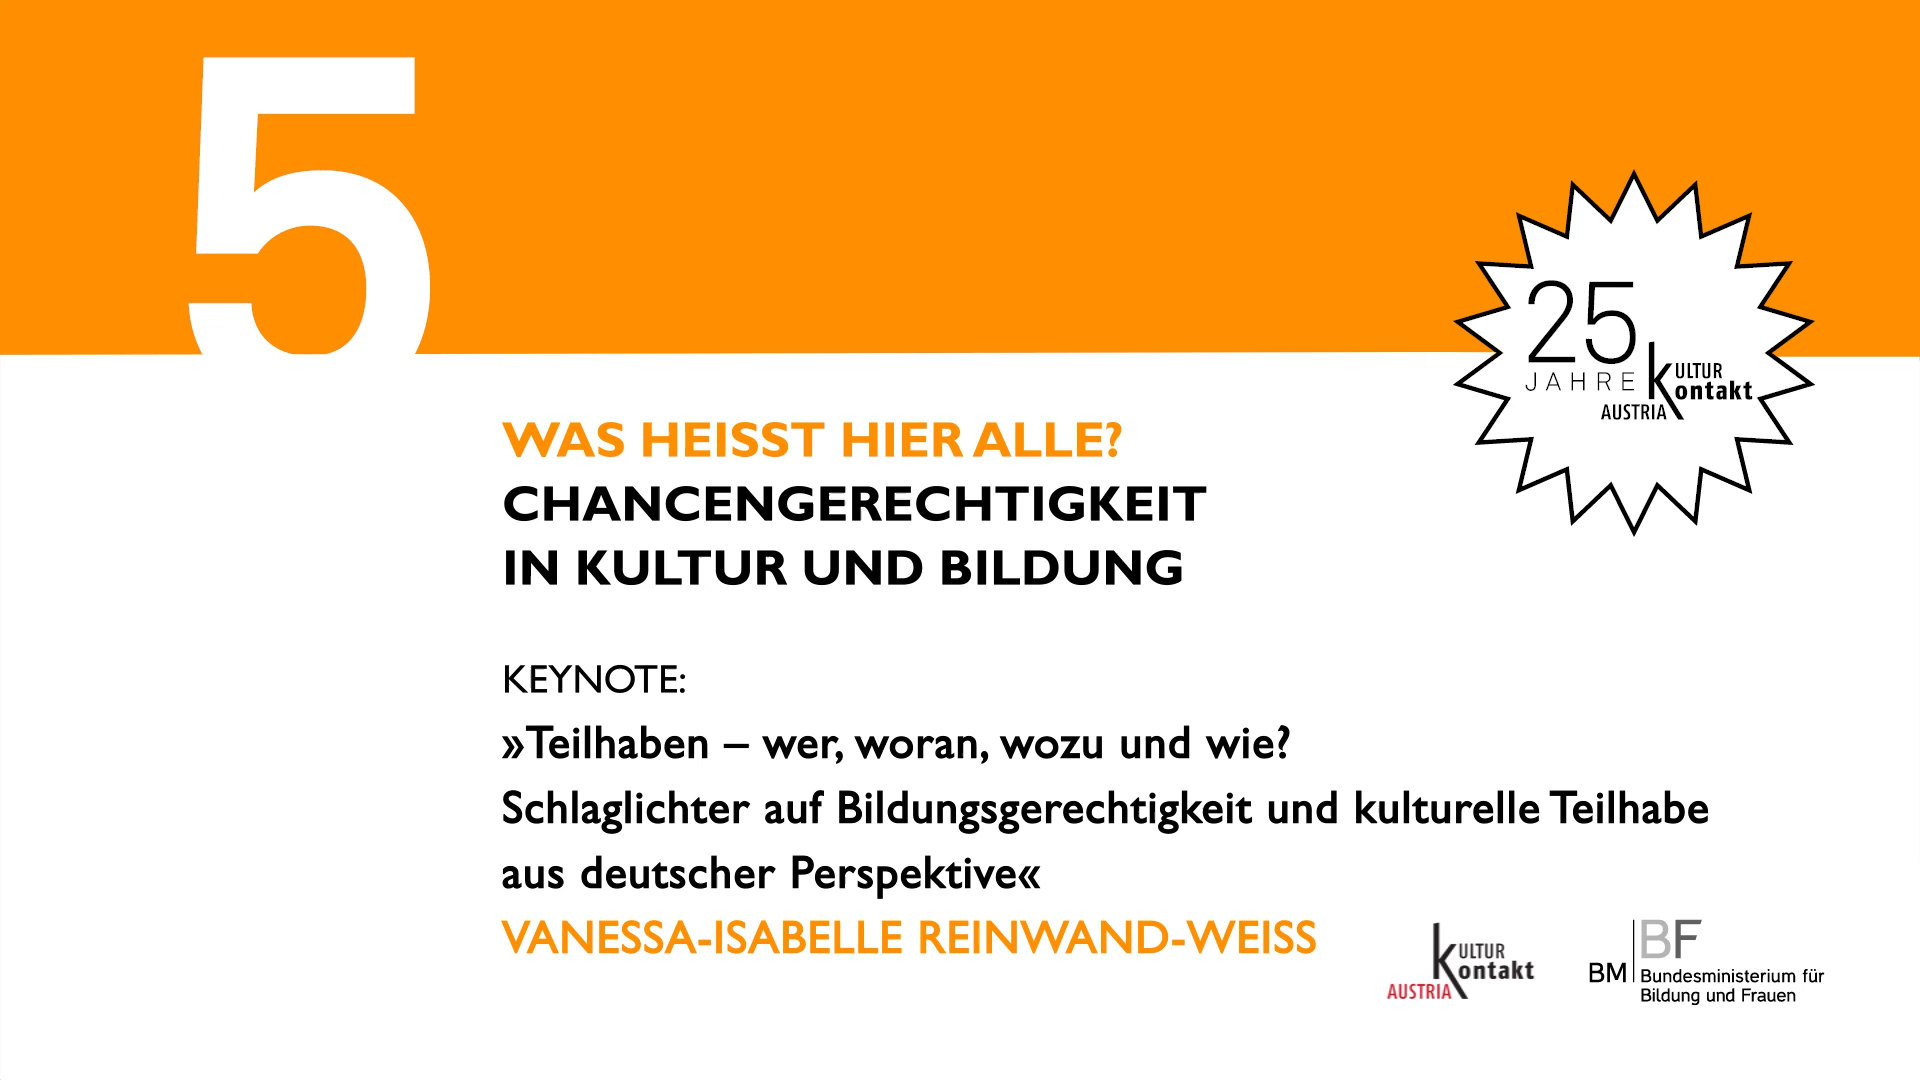 5
25
JAHRE
KULTUR
Kontakt
AUSTRIA
WAS HEISST HIER ALLE?
CHANCENGERECHTIGKEIT
IN KULTUR UND BILDUNG
KEYNOTE:
»Teilhaben – wer, woran, wozu und wie?
Schlaglichter auf Bildungsgerechtigkeit und kulturelle Teilhabe
aus deutscher Perspektive«
VANESSA-ISABELLE REINWAND-WEISS
KULTUR
Kontakt
AUSTRIA
BF
BM
Bundesministerium für
Bildung und Frauen